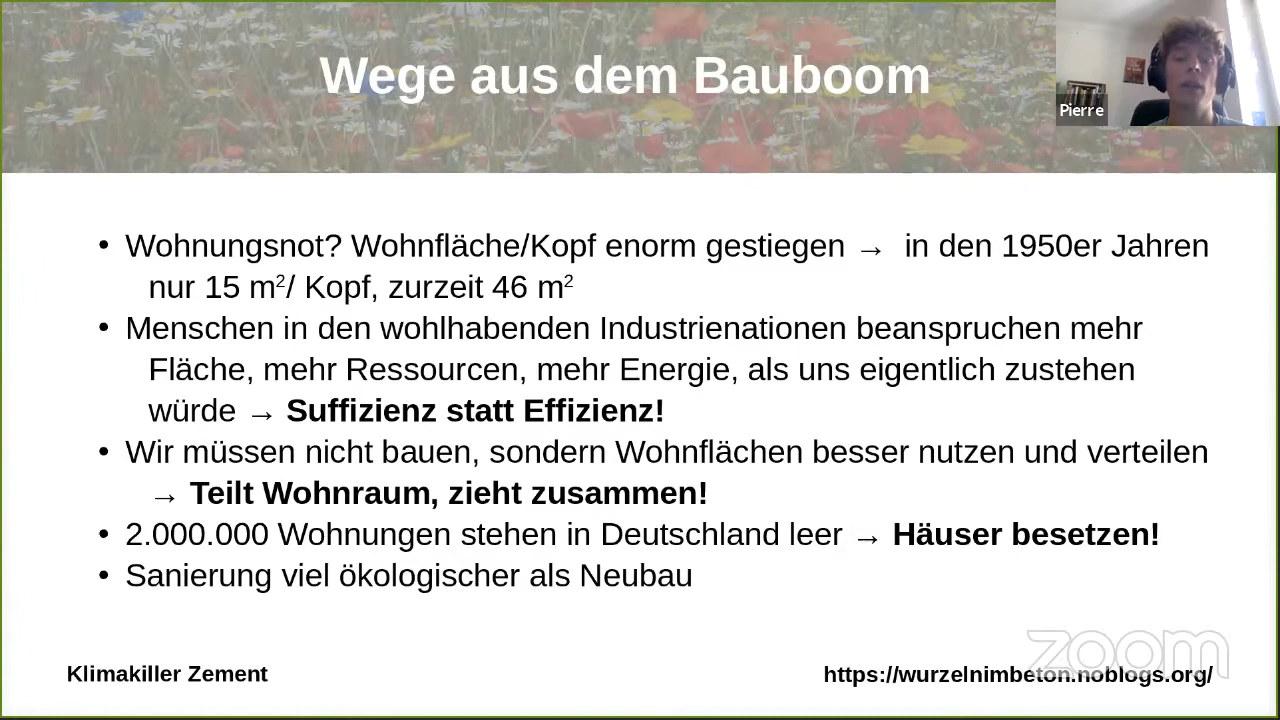 Wege aus dem Bauboom
Pierre
• Wohnungsnot? Wohnfläche/Kopf enorm gestiegen → in den 1950er Jahren
nur 15 m²/ Kopf, zurzeit 46 m²
• Menschen in den wohlhabenden Industrienationen beanspruchen mehr
Fläche, mehr Ressourcen, mehr Energie, als uns eigentlich zustehen
würde → Suffizienz statt Effizienz!
• Wir müssen nicht bauen, sondern Wohnflächen besser nutzen und verteilen
→ Teilt Wohnraum, zieht zusammen!
• 2.000.000 Wohnungen stehen in Deutschland leer → Häuser besetzen!
• Sanierung viel ökologischer als Neubau
zoom
Klimakiller Zement
https://wurzelnimbeton.noblogs.org/